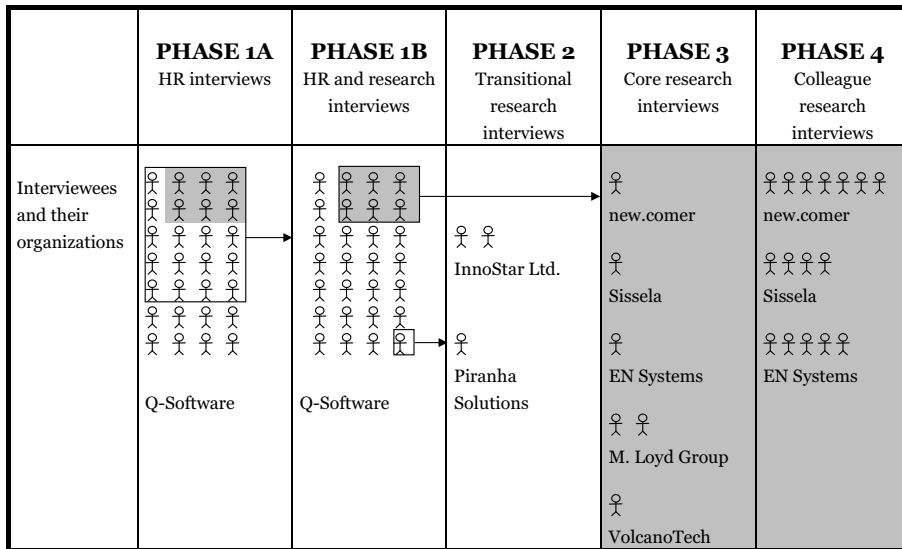 PHASE 1A
HR interviews
PHASE 1B
HR and research
interviews
PHASE 2
Transitional
research
interviews
PHASE 3
Core research
interviews
PHASE 4
Colleague
research
interviews
Interviewees
and their
organizations
Q-Software
Q-Software
InnoStar Ltd.
Piranha
Solutions
new.comer
Sissela
EN Systems
M. Loyd Group
VolcanoTech
new.comer
Sissela
EN Systems